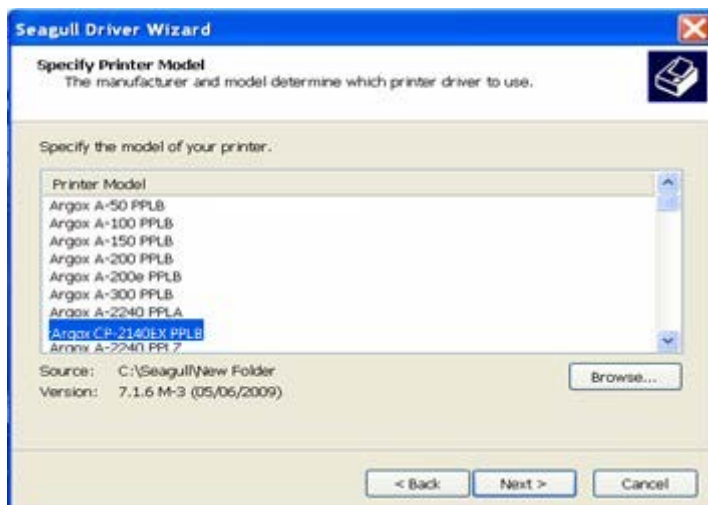 Seagull Driver Wizard
Specify Printer Model
The manufacturer and model determine which printer driver to use.
Specify the model of your printer.
Printer Model
Argox A-50 PPLB
Argox A-100 PPLB
Argox A-150 PPLB
Argox A-200 PPLB
Argox A-200e PPLB
Argox A-300 PPLB
Argox A-2240 PPLA
Argox CP-2140EX PPLB
Argox A-2240 PPLZ
Source: C:\Seagull\New Folder
Browse...
Version: 7.1.6 M-3 (05/06/2009)
< Back Next > Cancel